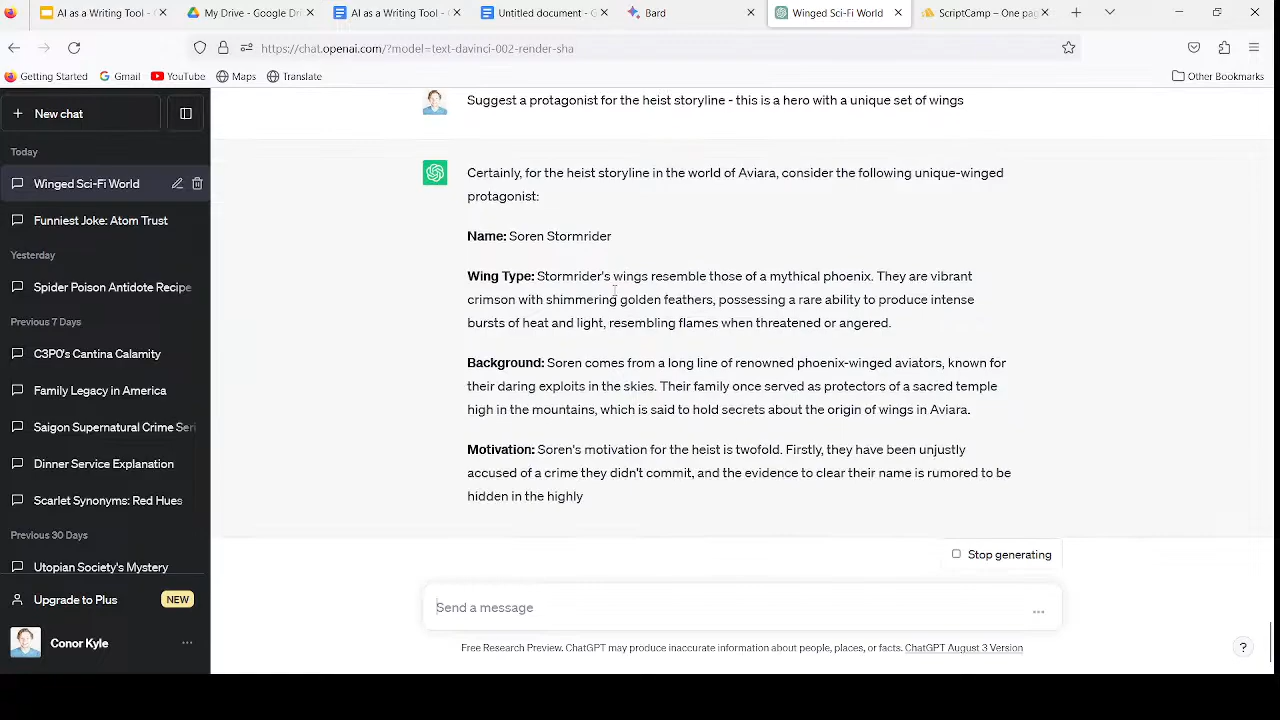 AI as a Writing Tool -
My Drive - Google Dri
AI as a Writing Tool -
Untitled document - G
Bard
Winged Sci-Fi World
ScriptCamp – One pa
https://chat.openai.com/?model=text-davinci-002-render-sha
Getting Started
Gmail
YouTube
Maps
Translate
Other Bookmarks
New chat
Today
Winged Sci-Fi World
Funniest Joke: Atom Trust
Yesterday
Spider Poison Antidote Recipe
Previous 7 Days
C3P0's Cantina Calamity
Family Legacy in America
Saigon Supernatural Crime Seri
Dinner Service Explanation
Scarlet Synonyms: Red Hues
Previous 30 Days
Utopian Society's Mystery
Upgrade to Plus
NEW
Conor Kyle
Suggest a protagonist for the heist storyline - this is a hero with a unique set of wings
Certainly, for the heist storyline in the world of Aviara, consider the following unique-winged
protagonist:
Name: Soren Stormrider
Wing Type: Stormrider's wings resemble those of a mythical phoenix. They are vibrant
crimson with shimmering golden feathers, possessing a rare ability to produce intense
bursts of heat and light, resembling flames when threatened or angered.
Background: Soren comes from a long line of renowned phoenix-winged aviators, known for
their daring exploits in the skies. Their family once served as protectors of a sacred temple
high in the mountains, which is said to hold secrets about the origin of wings in Aviara.
Motivation: Soren's motivation for the heist is twofold. Firstly, they have been unjustly
accused of a crime they didn't commit, and the evidence to clear their name is rumored to be
hidden in the highly
Stop generating
Send a message
Free Research Preview. ChatGPT may produce inaccurate information about people, places, or facts. ChatGPT August 3 Version
?